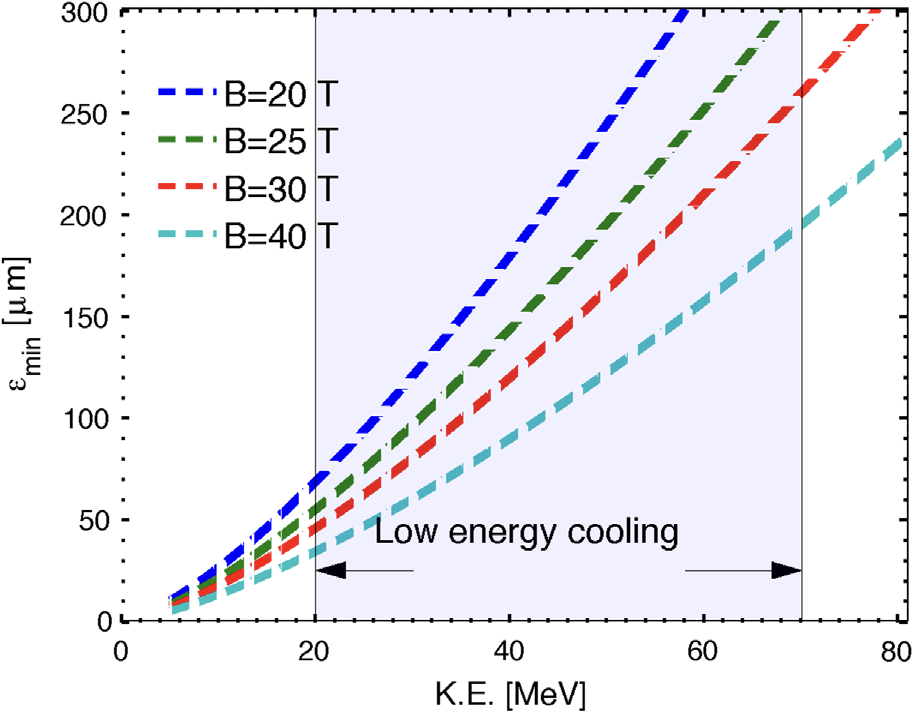 300
250
200
150
100
50
0
ε_min [μm]
B=20 T
B=25 T
B=30 T
B=40 T
Low energy cooling
0 20 40 60 80
K.E. [MeV]